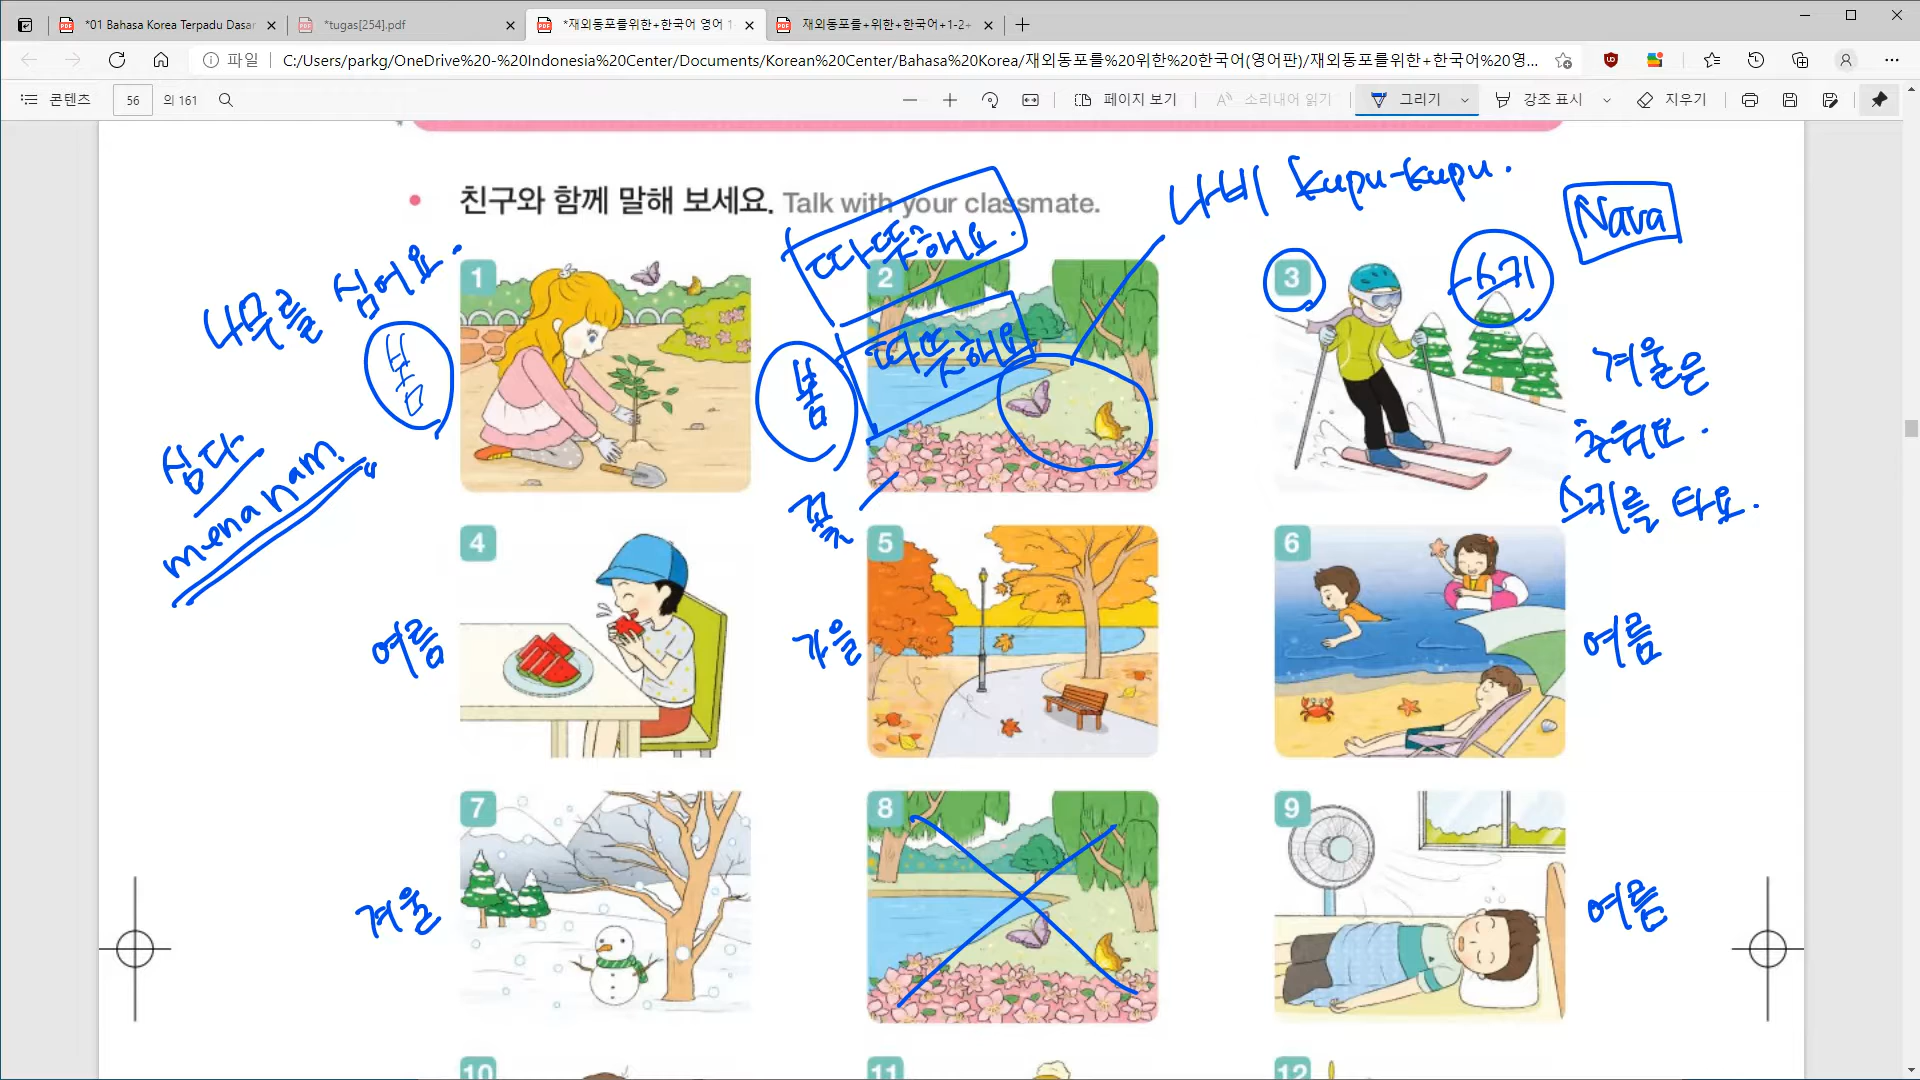 *01 Bahasa Korea Terpadu Dasar
*tugas[254].pdf
*재외동포를위한+한국어 영어 1
재외동포를+위한+한국어+1-2+
파일
C:/Users/parkg/OneDrive%20-%20Indonesia%20Center/Documents/Korean%20Center/Bahasa%20Korea/재외동포를%20위한%20한국어(영어판)/재외동포를위한+한국어%20영...
콘텐츠
56
의 161
페이지 보기
소리내어 읽기
그리기
강조 표시
지우기
친구와 함께 말해 보세요. Talk with your classmate.
나비 kupu-kupu.
Nava
나무를 심어요.
봄
심다
menanam.
따뜻해요.
따뜻해요
봄
꽃
스키
겨울은
추워요.
스키를 타요.
1
2
3
4
여름
5
가을
6
여름
7
겨울
8
9
여름
10
11
12